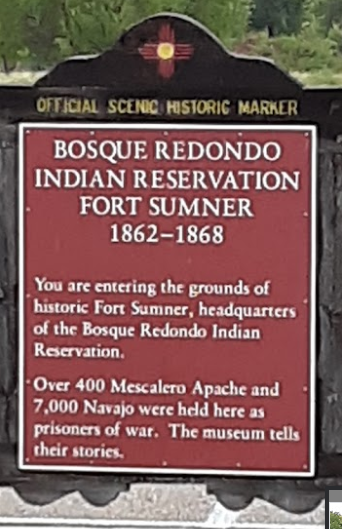 OFFICIAL SCENIC HISTORIC MARKER
BOSQUE REDONDO
INDIAN RESERVATION
FORT SUMNER
1862–1868
You are entering the grounds of
historic Fort Sumner, headquarters
of the Bosque Redondo Indian
Reservation.
Over 400 Mescalero Apache and
7,000 Navajo were held here as
prisoners of war. The museum tells
their stories.